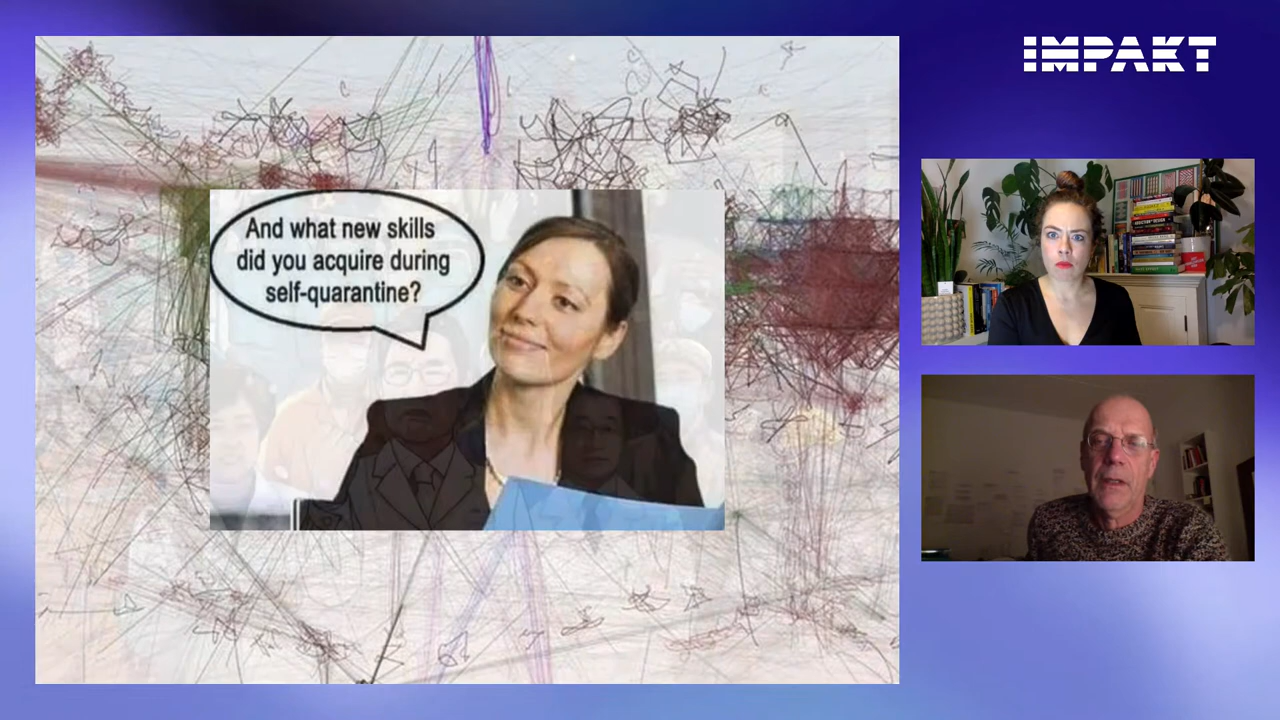 IMPAKT
And what new skills
did you acquire during
self-quarantine?